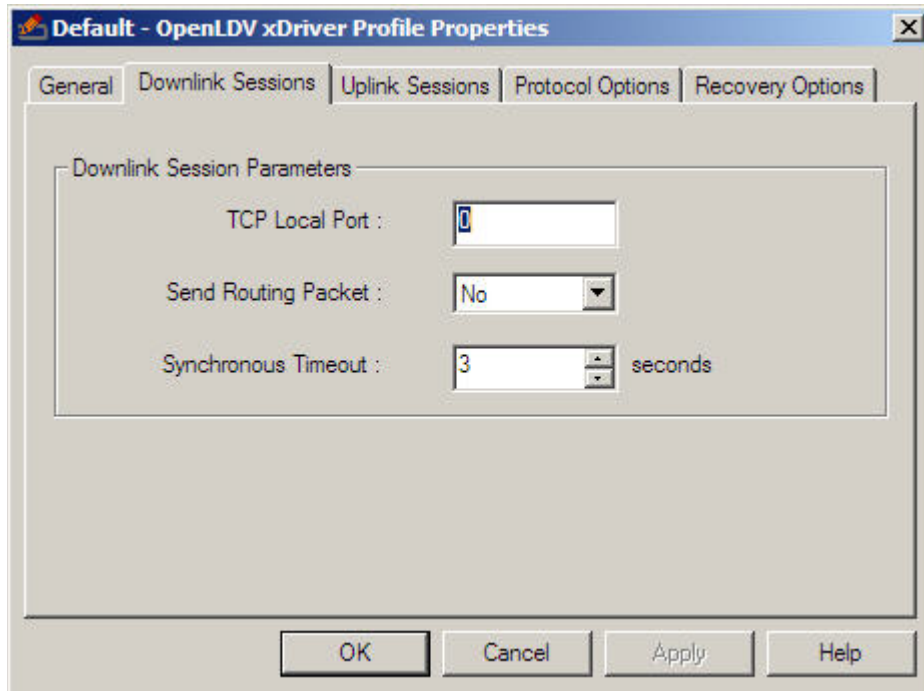 Default - OpenLDV xDriver Profile Properties
General Downlink Sessions Uplink Sessions Protocol Options Recovery Options
Downlink Session Parameters
TCP Local Port : 0
Send Routing Packet : No
Synchronous Timeout : 3 seconds
OK Cancel Apply Help